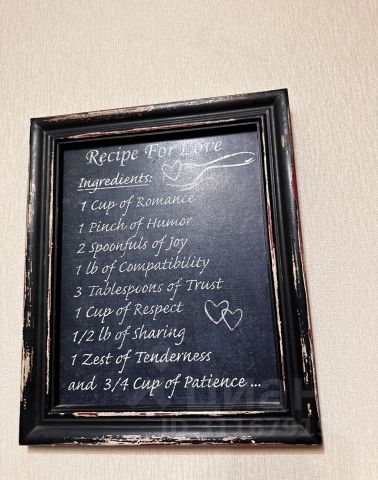 Recipe For Love
Ingredients:
1 Cup of Romance
1 Pinch of Humor
2 Spoonfuls of Joy
1 lb of Compatibility
3 Tablespoons of Trust
1 Cup of Respect
1/2 lb of Sharing
1 Zest of Tenderness
and 3/4 Cup of Patience ...